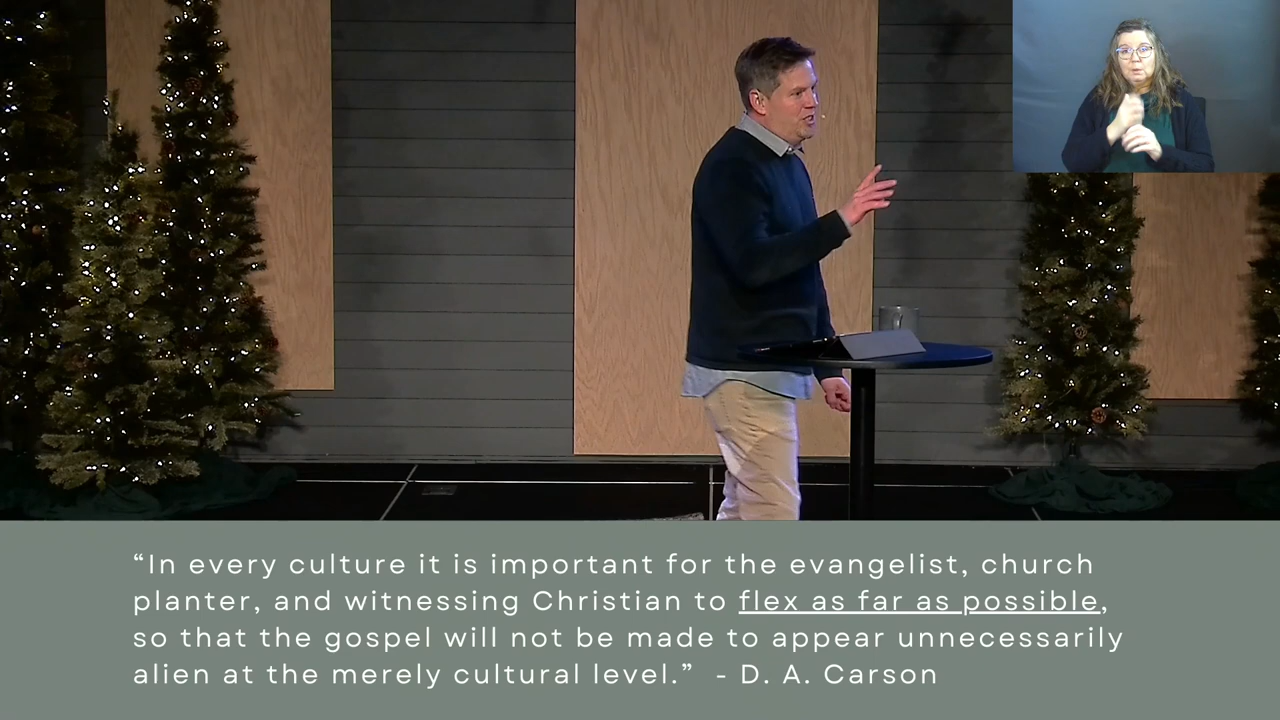 “In every culture it is important for the evangelist, church
planter, and witnessing Christian to flex as far as possible,
so that the gospel will not be made to appear unnecessarily
alien at the merely cultural level.”  - D. A. Carson